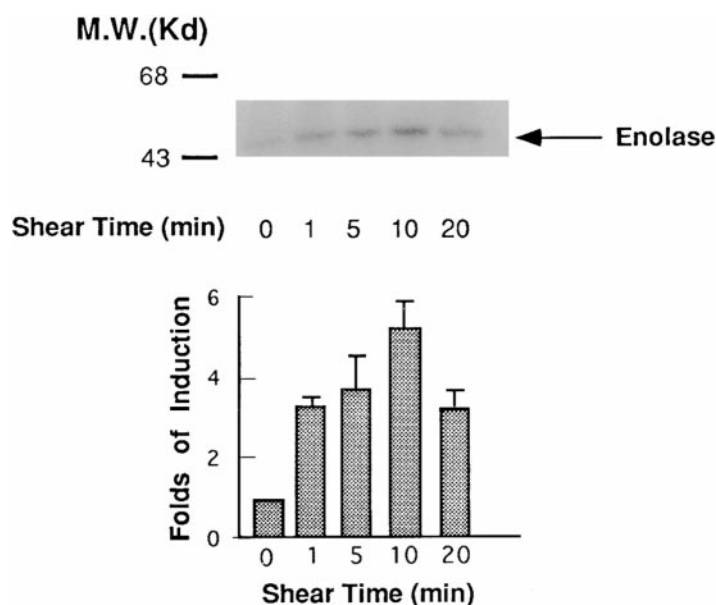 M.W.(Kd)
68
Enolase
43
Shear Time (min) 0 1 5 10 20
6
4
2
0
Folds of Induction
0 1 5 10 20
Shear Time (min)